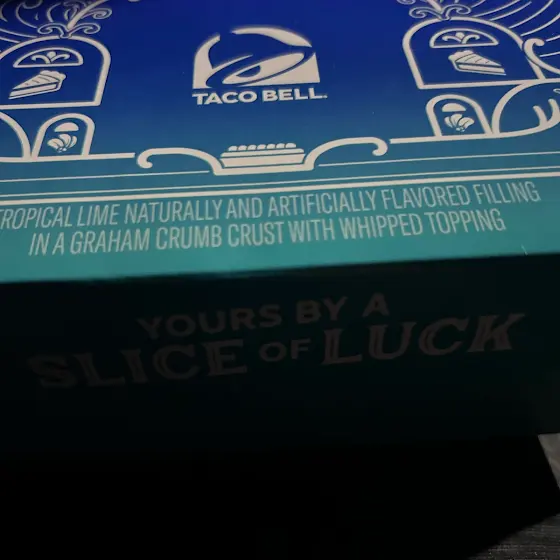 TACO BELL.
TROPICAL LIME NATURALLY AND ARTIFICIALLY FLAVORED FILLING
IN A GRAHAM CRUMB CRUST WITH WHIPPED TOPPING
YOURS BY A
SLICE OF LUCK